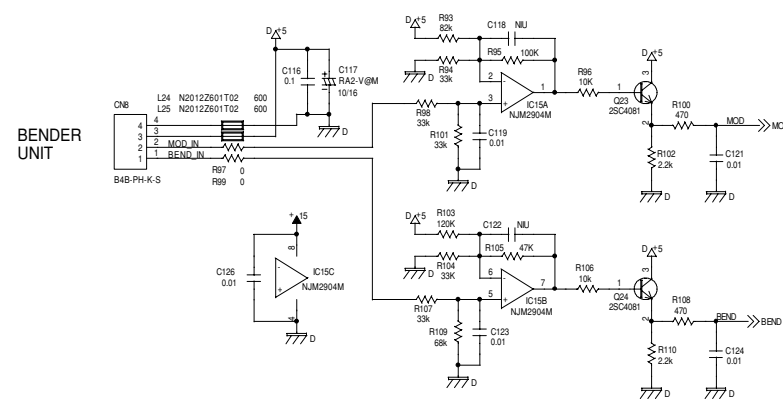 BENDER
UNIT
CN8
4
3
2
1
B4B-PH-K-S
L24 N2012Z601T02 600
L25 N2012Z601T02 600
4
3
2 MOD_IN
1 BEND_IN
R97 0
R99 0
D +5
C116
0.1
C117
RA2-V@M
10/16
D
+15
8
C126
0.01
IC15C
NJM2904M
4
D
D +5
R93
82k
C118 NIU
R95 100K
R94
33k
D
2
3
1
IC15A
NJM2904M
R98
33k
R101
33k
C119
0.01
D
R96
10K
D +5
3
1
Q23
2SC4081
2
R100
470
MOD
MO
R102
2.2k
C121
0.01
D
D
D +5
R103
120K
C122 NIU
R105 47K
R104
33K
D
6
5
7
IC15B
NJM2904M
R107
33k
R109
68k
C123
0.01
D
R106
10k
D +5
3
1
Q24
2SC4081
2
R108
470
BEND
BEND
R110
2.2k
C124
0.01
D
D